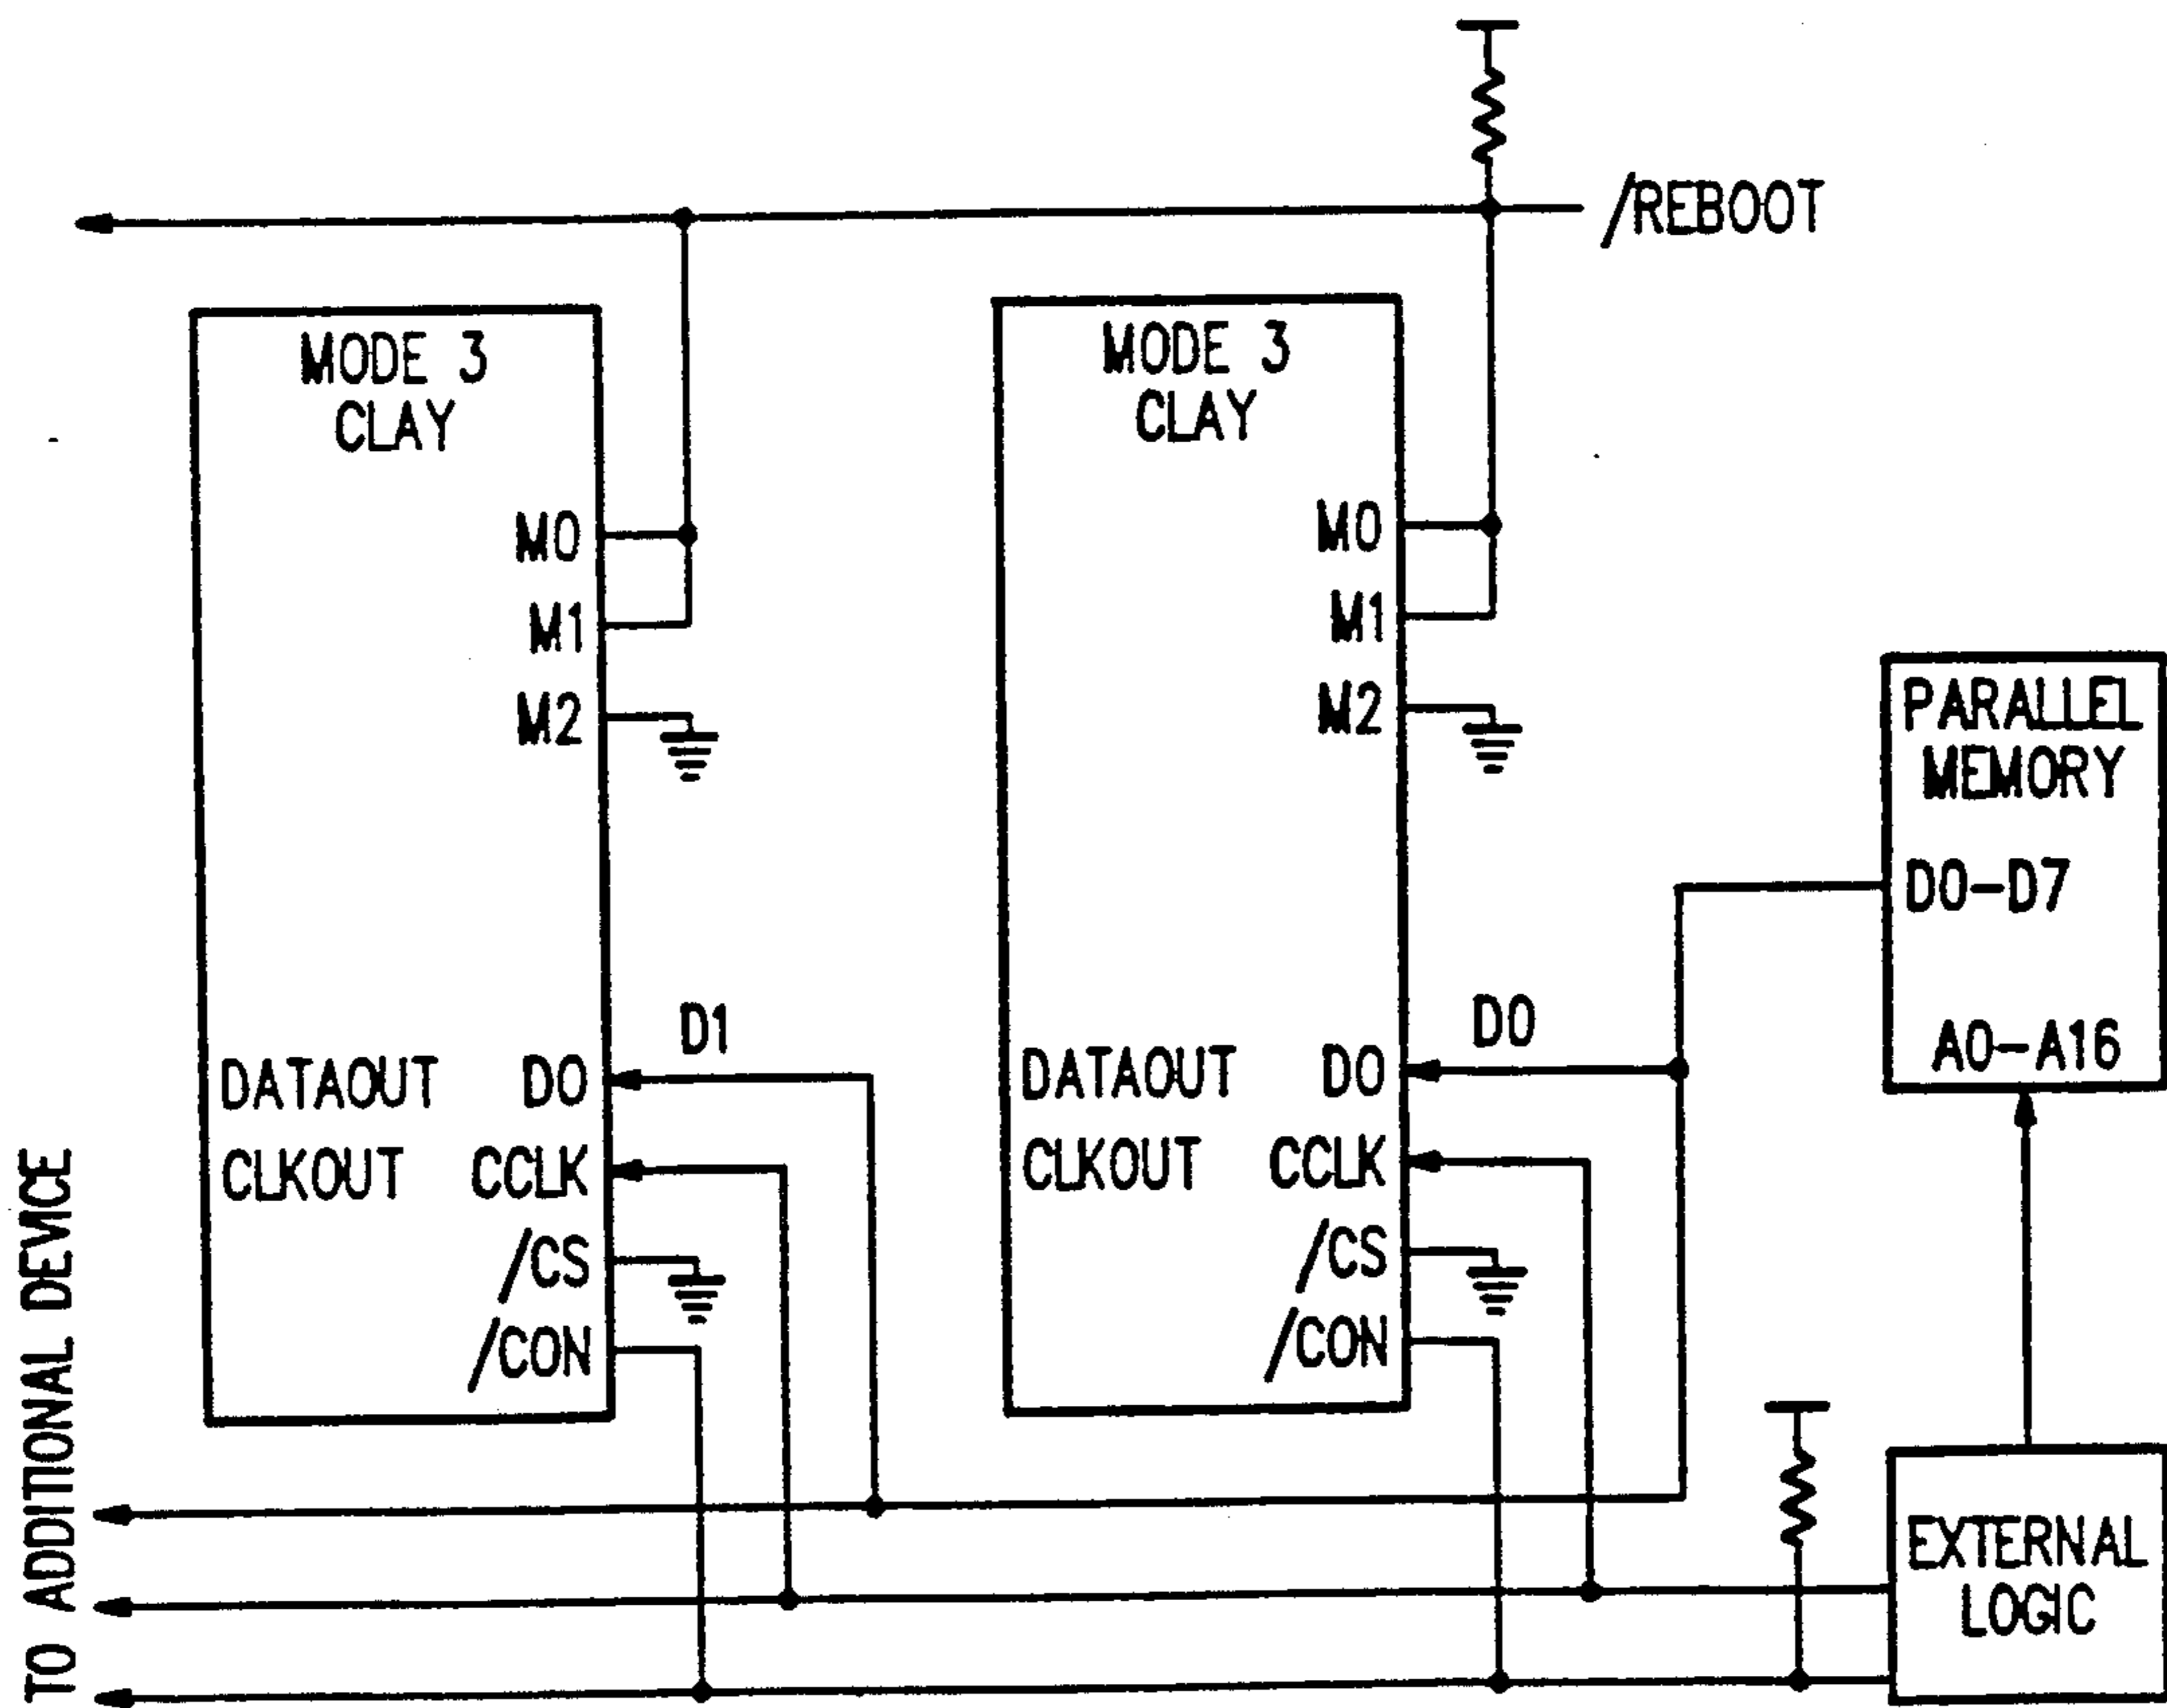 /REBOOT
MODE 3
CLAY
M0
M1
M2
D1
DATAOUT D0
CLKOUT CCLK
/CS
/CON
MODE 3
CLAY
M0
M1
M2
D0
DATAOUT D0
CLKOUT CCLK
/CS
/CON
PARALLEL
MEMORY
D0-D7
A0-A16
EXTERNAL
LOGIC
TO ADDITIONAL DEVICE